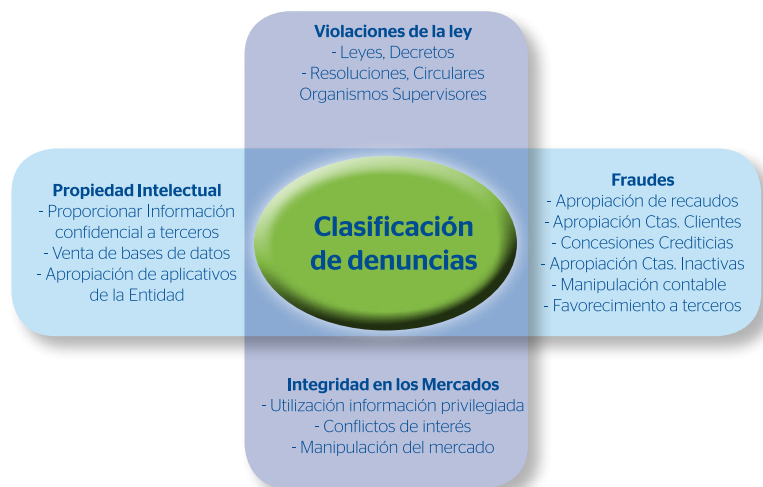 Violaciones de la ley
- Leyes, Decretos
- Resoluciones, Circulares
Organismos Supervisores
Propiedad Intelectual
- Proporcionar Información
confidencial a terceros
- Venta de bases de datos
- Apropiación de aplicativos
de la Entidad
Clasificación
de denuncias
Fraudes
- Apropiación de recaudos
- Apropiación Ctas. Clientes
- Concesiones Crediticias
- Apropiación Ctas. Inactivas
- Manipulación contable
- Favorecimiento a terceros
Integridad en los Mercados
- Utilización información privilegiada
- Conflictos de interés
- Manipulación del mercado